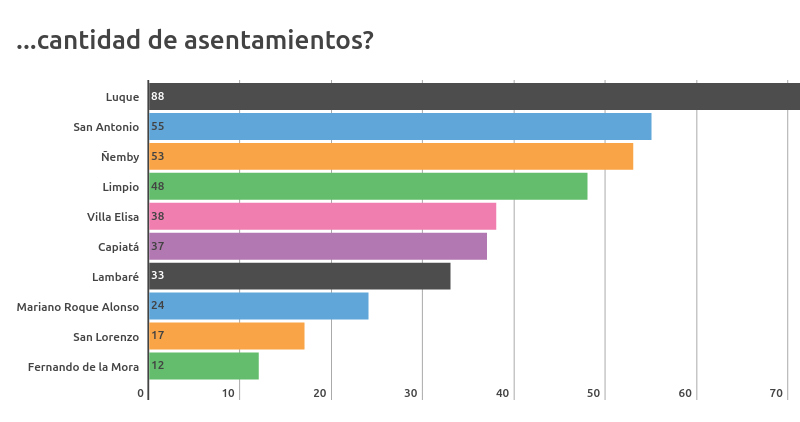 ...cantidad de asentamientos?
Luque 88
San Antonio 55
Ñemby 53
Limpio 48
Villa Elisa 38
Capiatá 37
Lambaré 33
Mariano Roque Alonso 24
San Lorenzo 17
Fernando de la Mora 12
0 10 20 30 40 50 60 70